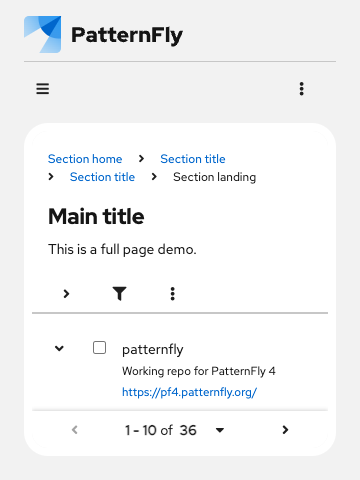 PatternFly
Section home Section title
Section title Section landing
Main title
This is a full page demo.
patternfly
Working repo for PatternFly 4
https://pf4.patternfly.org/
1 - 10 of 36